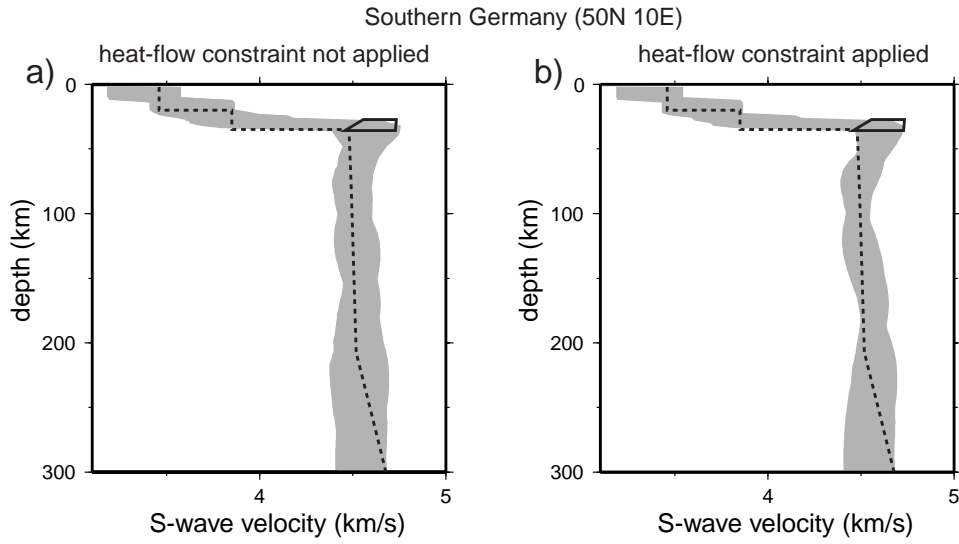 Southern Germany (50N 10E)
heat-flow constraint not applied
heat-flow constraint applied
a)
b)
0
100
200
300
depth (km)
4
5
S-wave velocity (km/s)
0
100
200
300
depth (km)
4
5
S-wave velocity (km/s)